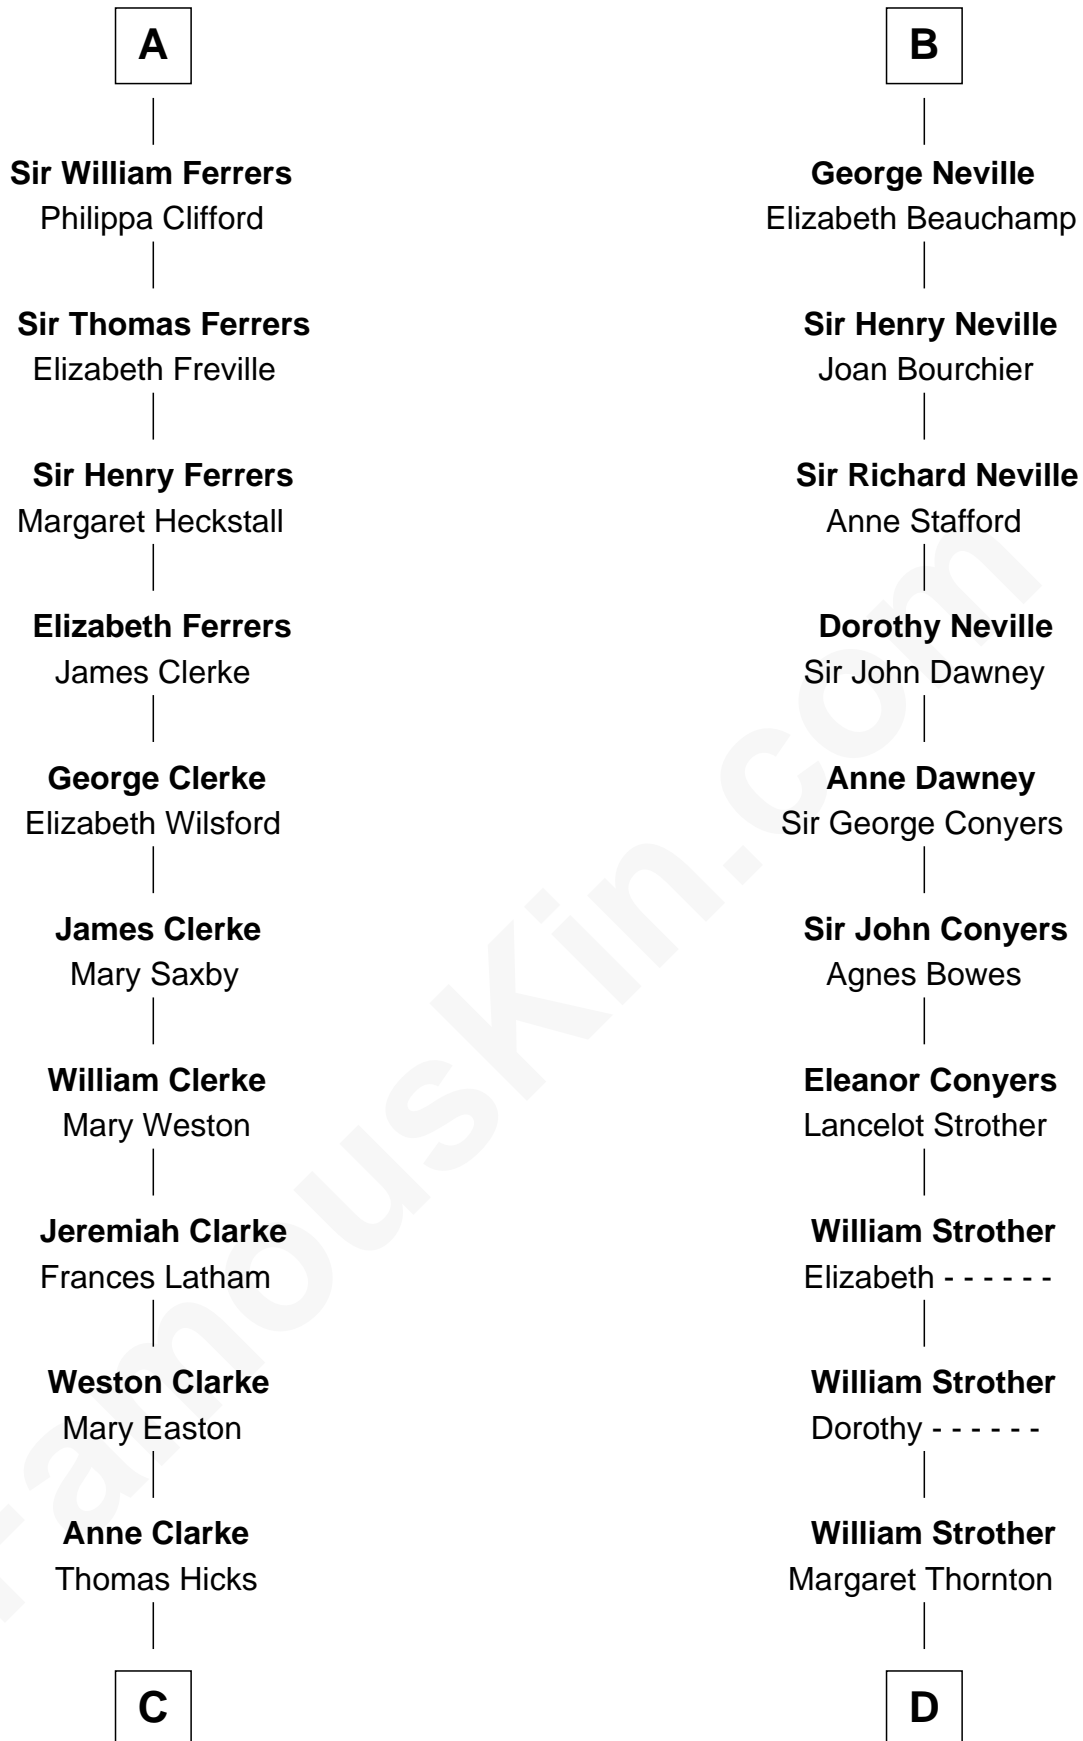 A
Sir William Ferrers
Philippa Clifford
Sir Thomas Ferrers
Elizabeth Freville
Sir Henry Ferrers
Margaret Heckstall
Elizabeth Ferrers
James Clerke
George Clerke
Elizabeth Wilsford
James Clerke
Mary Saxby
William Clerke
Mary Weston
Jeremiah Clarke
Frances Latham
Weston Clarke
Mary Easton
Anne Clarke
Thomas Hicks
C
B
George Neville
Elizabeth Beauchamp
Sir Henry Neville
Joan Bourchier
Sir Richard Neville
Anne Stafford
Dorothy Neville
Sir John Dawney
Anne Dawney
Sir George Conyers
Sir John Conyers
Agnes Bowes
Eleanor Conyers
Lancelot Strother
William Strother
Elizabeth - - - - - -
William Strother
Dorothy - - - - - -
William Strother
Margaret Thornton
D
FamousKin.com